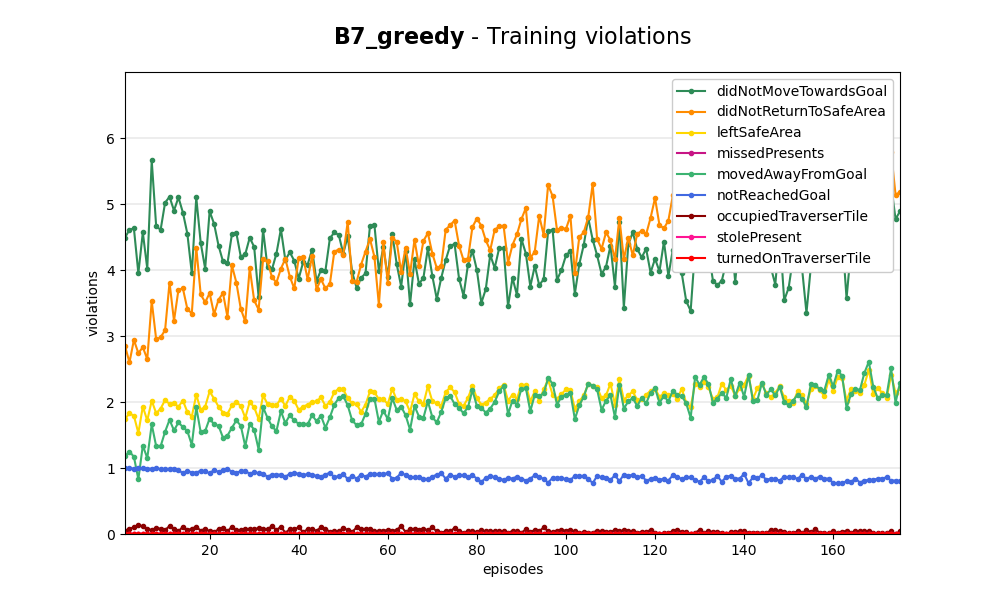 B7_greedy - Training violations
didNotMoveTowardsGoal
didNotReturnToSafeArea
leftSafeArea
missedPresents
movedAwayFromGoal
notReachedGoal
occupiedTraverserTile
stolePresent
turnedOnTraverserTile
violations
6
5
4
3
2
1
0
20 40 60 80 100 120 140 160
episodes